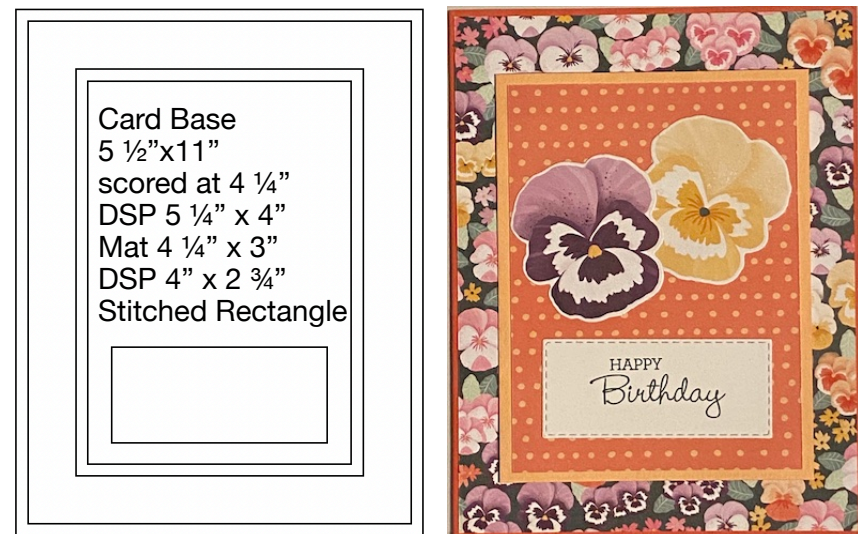 Card Base
5 ½”x11”
scored at 4 ¼”
DSP 5 ¼” x 4”
Mat 4 ¼” x 3”
DSP 4” x 2 ¾”
Stitched Rectangle
HAPPY
Birthday